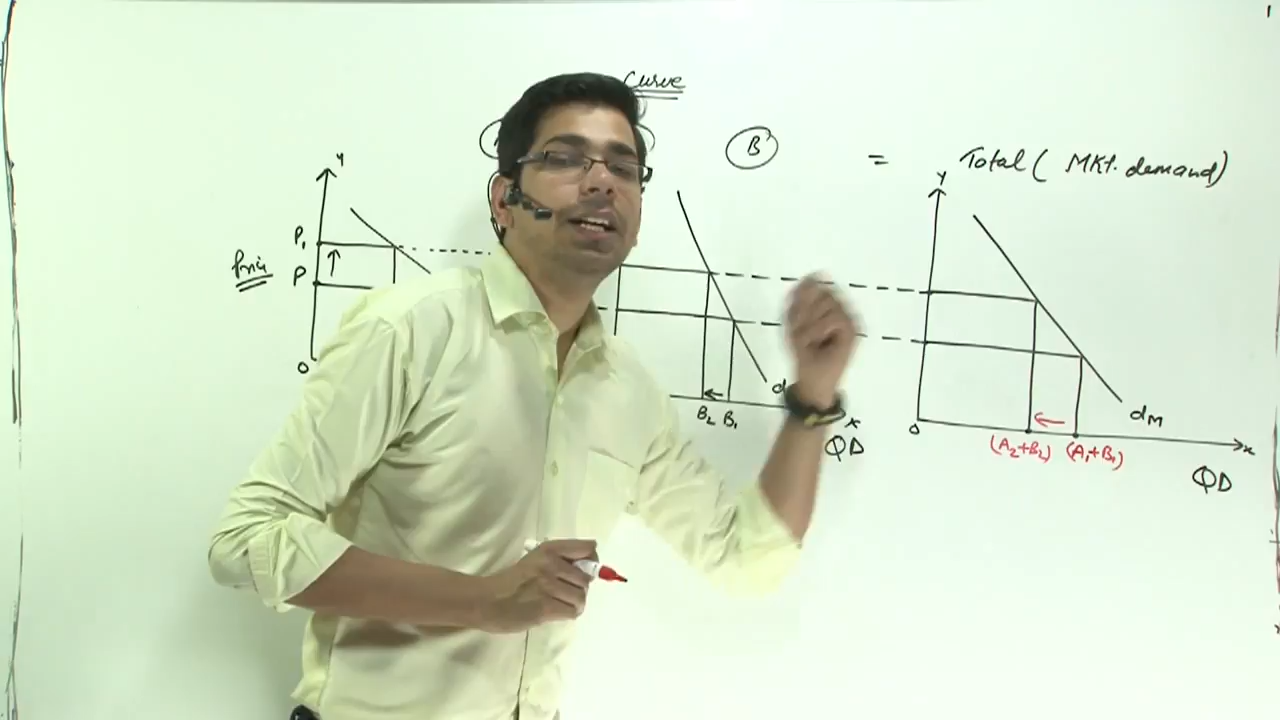 Curve
B = Total ( Mkt. demand)
y
y
P1
Price
P
O
d
dM
B2 B1
x
O
(A2+B2) (A1+B1)
x
QD
QD